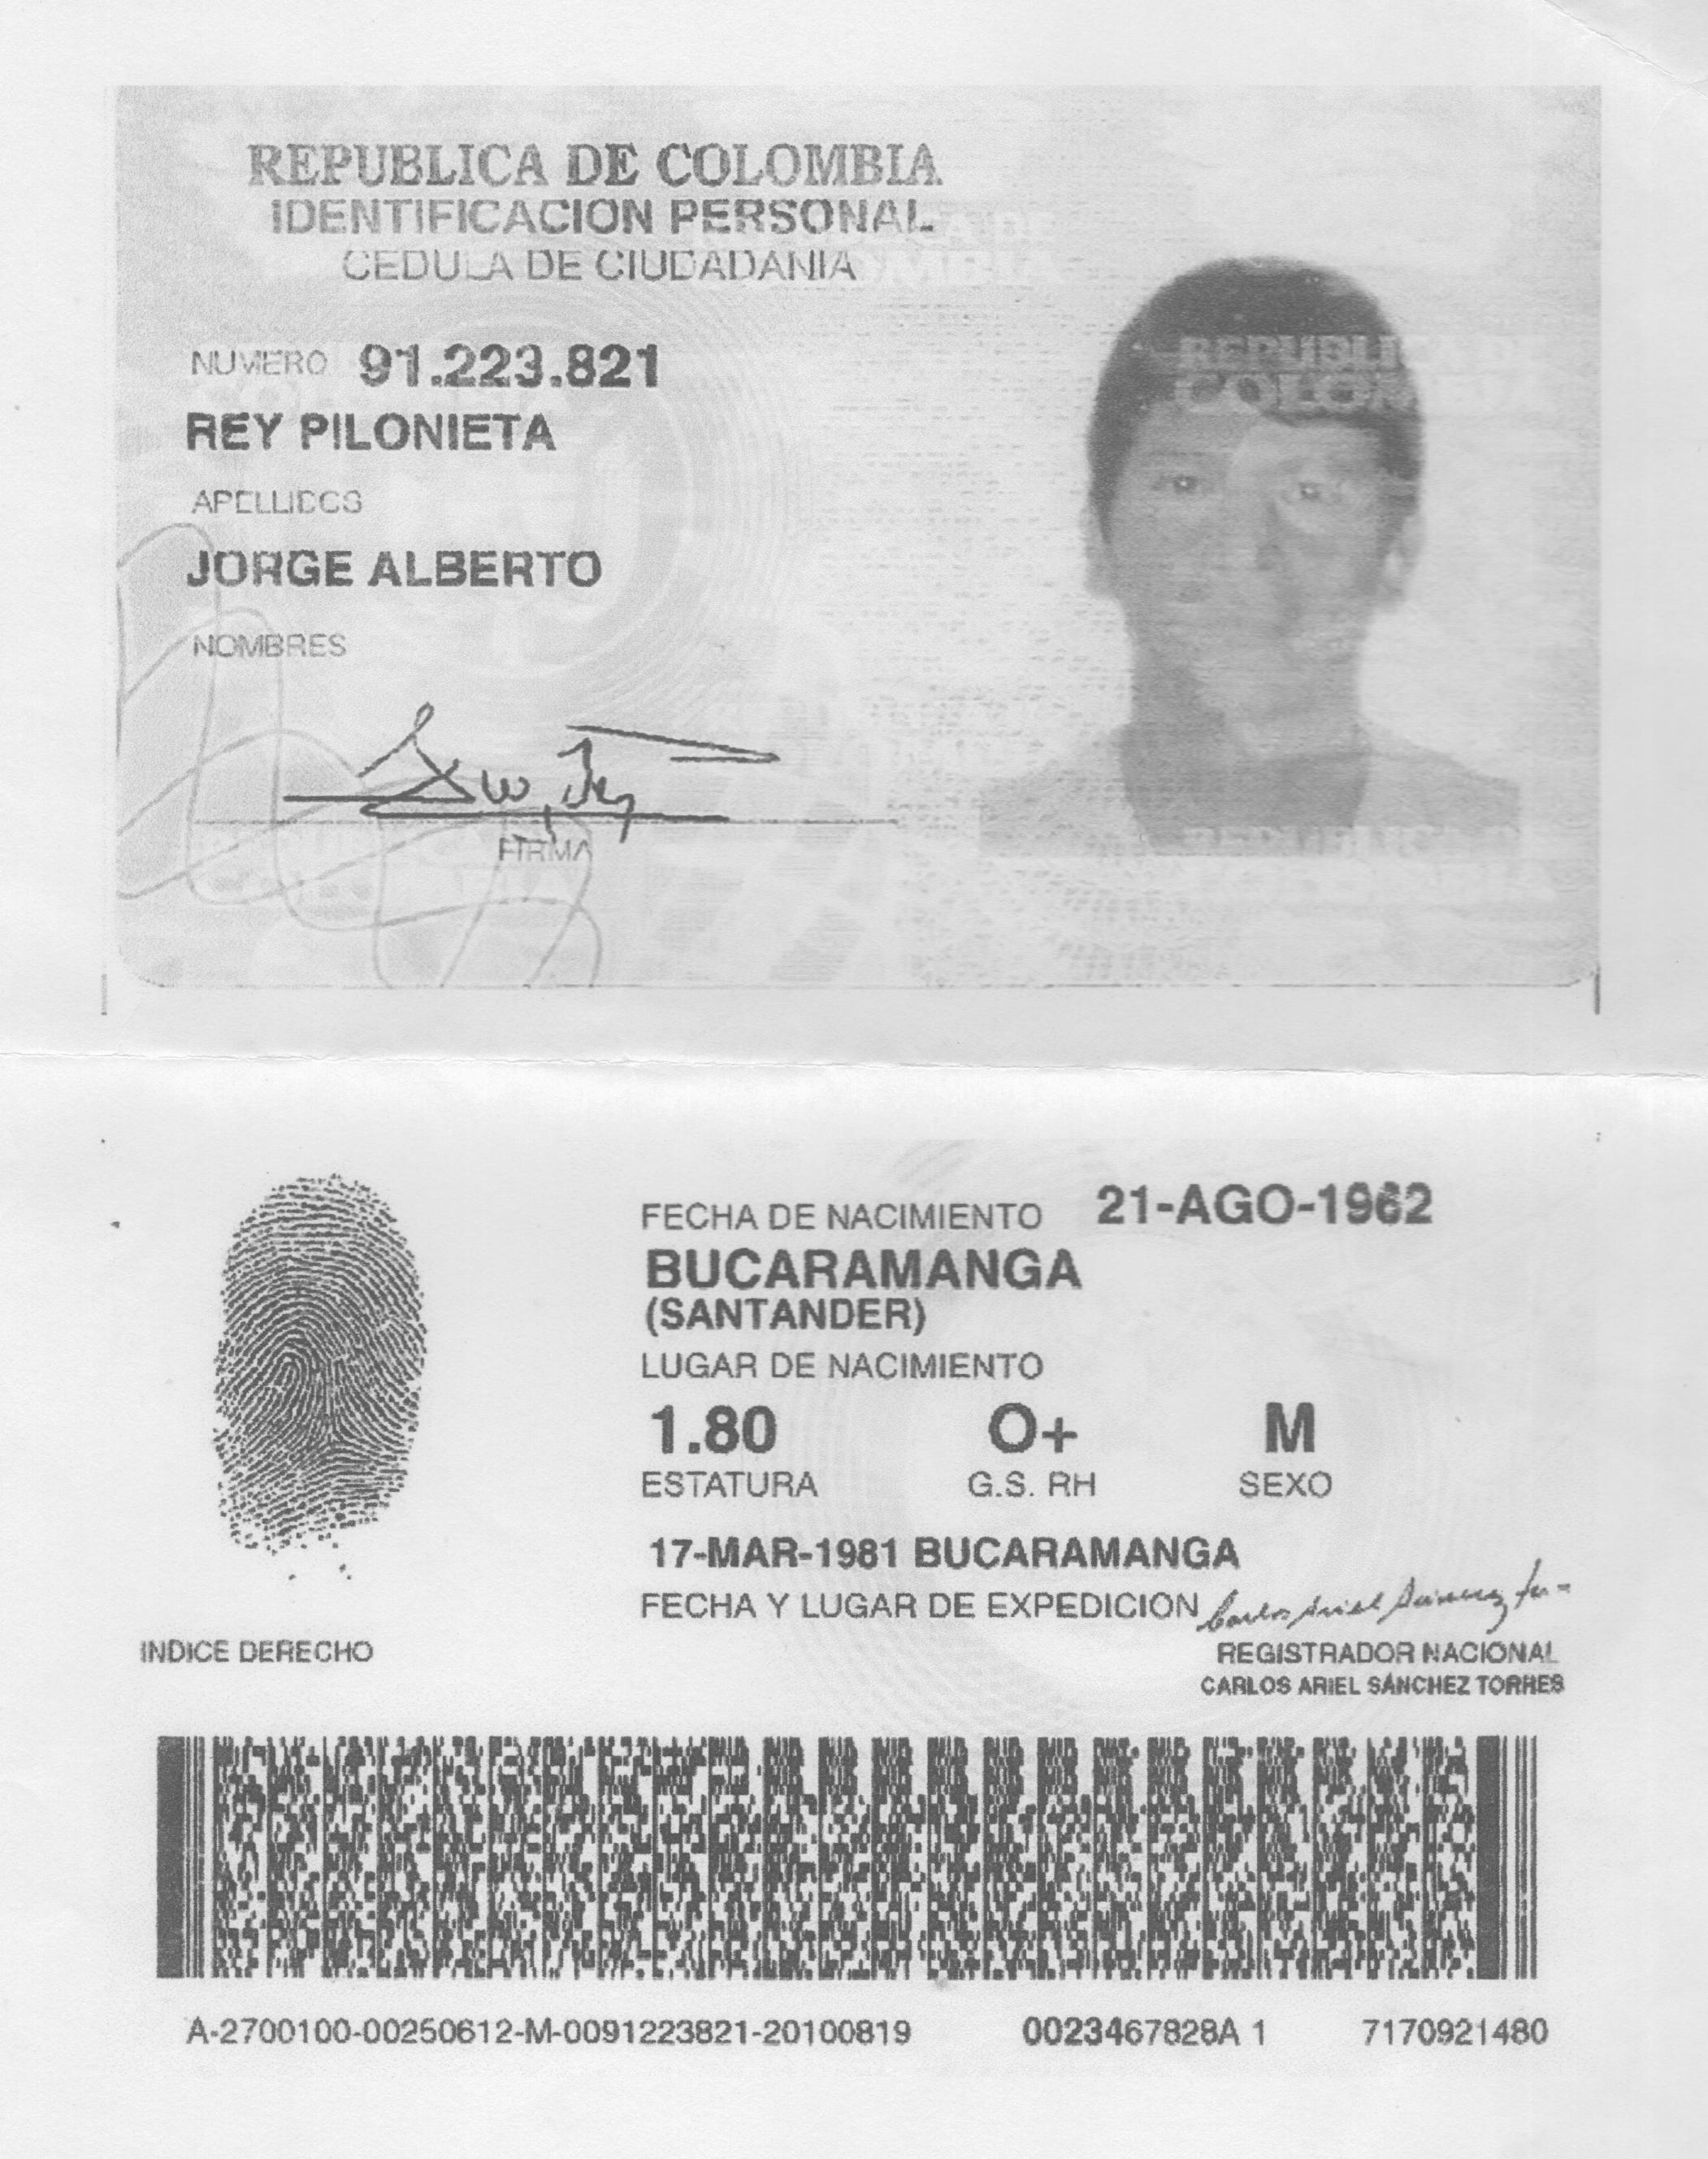 REPUBLICA DE COLOMBIA
IDENTIFICACION PERSONAL
CEDULA DE CIUDADANIA
NUMERO 91.223.821
REY PILONIETA
APELLIDOS
JORGE ALBERTO
NOMBRES
FIRMA
REPUBLICA
COLOM
FECHA DE NACIMIENTO 21-AGO-1962
BUCARAMANGA
(SANTANDER)
LUGAR DE NACIMIENTO
1.80 O+ M
ESTATURA G.S. RH SEXO
17-MAR-1981 BUCARAMANGA
FECHA Y LUGAR DE EXPEDICION
INDICE DERECHO
REGISTRADOR NACIONAL
CARLOS ARIEL SÁNCHEZ TORRES
A-2700100-00250612-M-0091223821-20100819 0023467828A 1 7170921480